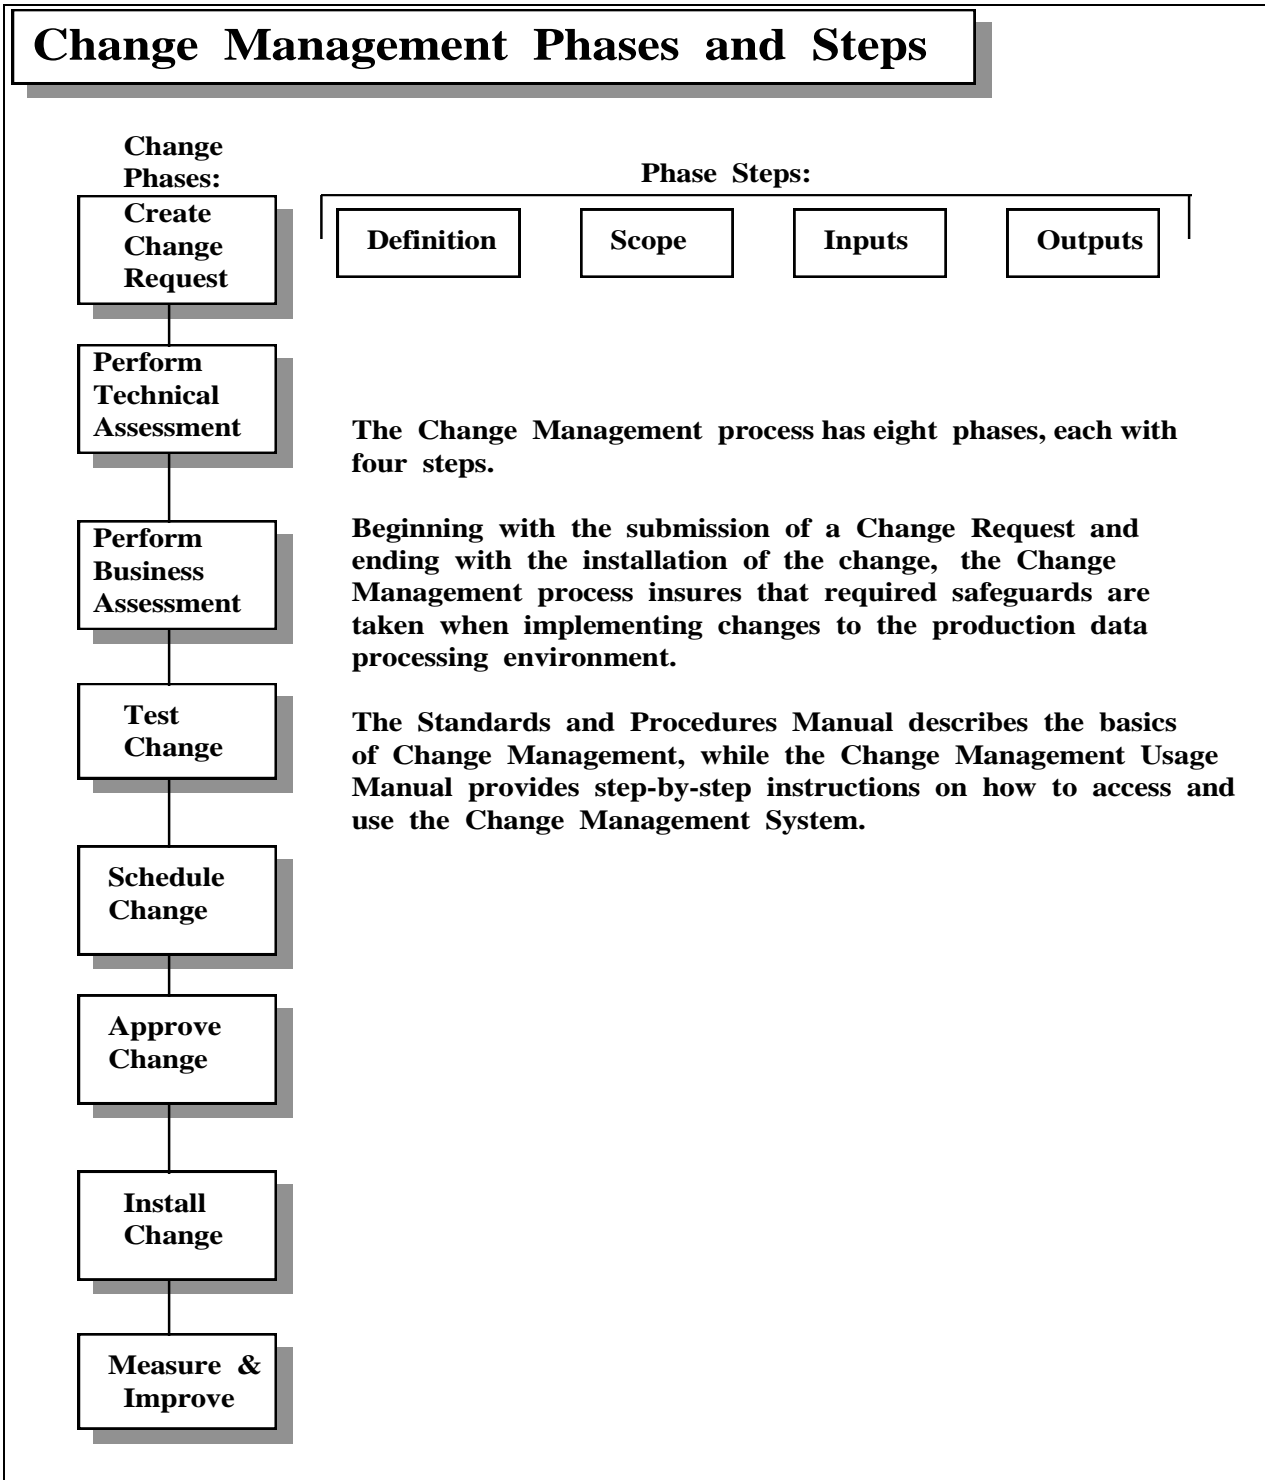 Change Management Phases and Steps
Change
Phases:
Phase Steps:
Create
Change
Request
Definition
Scope
Inputs
Outputs
Perform
Technical
Assessment
The Change Management process has eight phases, each with
four steps.
Perform
Business
Assessment
Beginning with the submission of a Change Request and
ending with the installation of the change, the Change
Management process insures that required safeguards are
taken when implementing changes to the production data
processing environment.
Test
Change
The Standards and Procedures Manual describes the basics
of Change Management, while the Change Management Usage
Manual provides step-by-step instructions on how to access and
use the Change Management System.
Schedule
Change
Approve
Change
Install
Change
Measure &
Improve